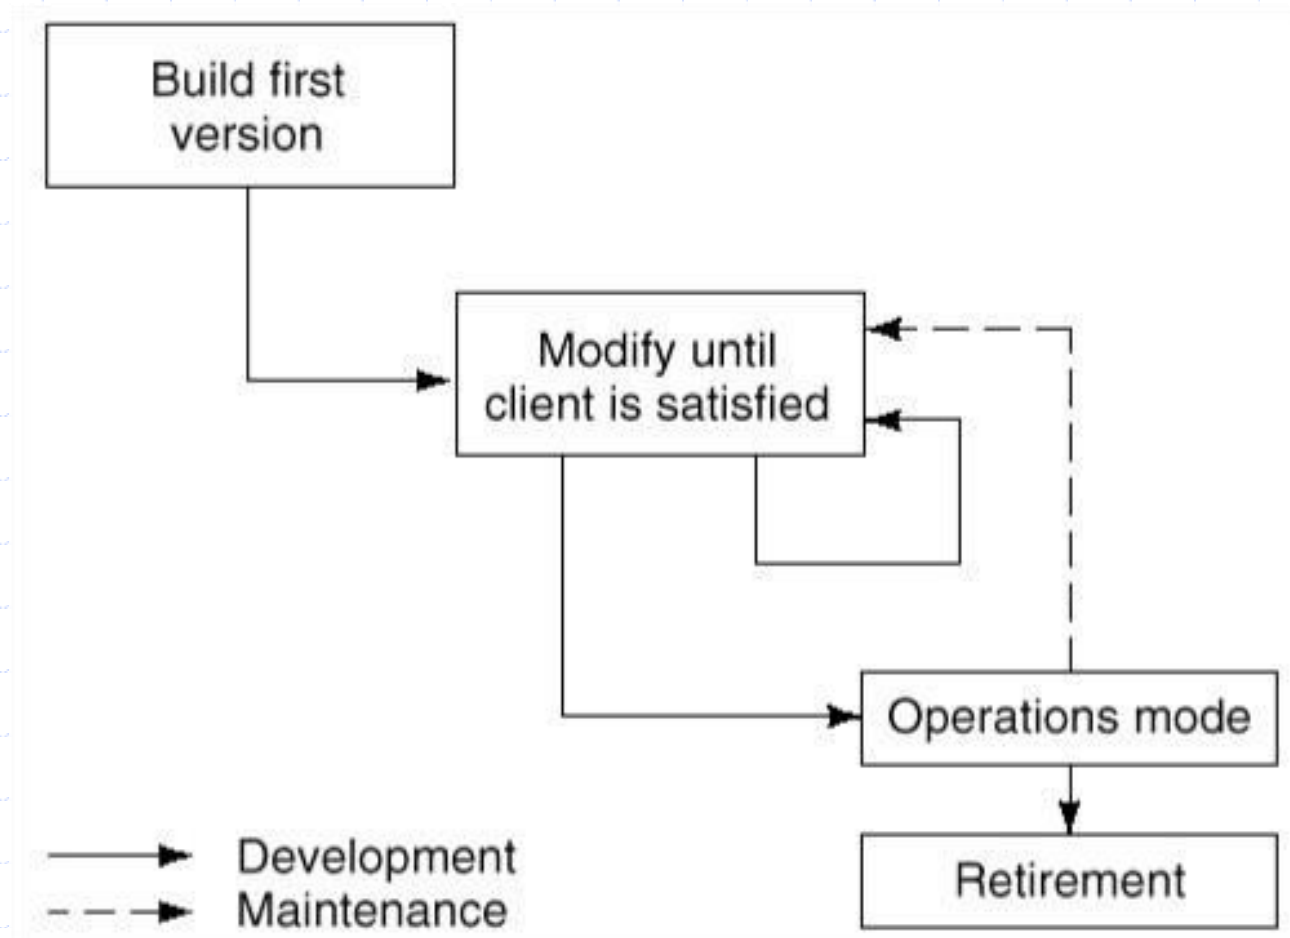 Build first
version
Modify until
client is satisfied
Operations mode
Retirement
Development
Maintenance